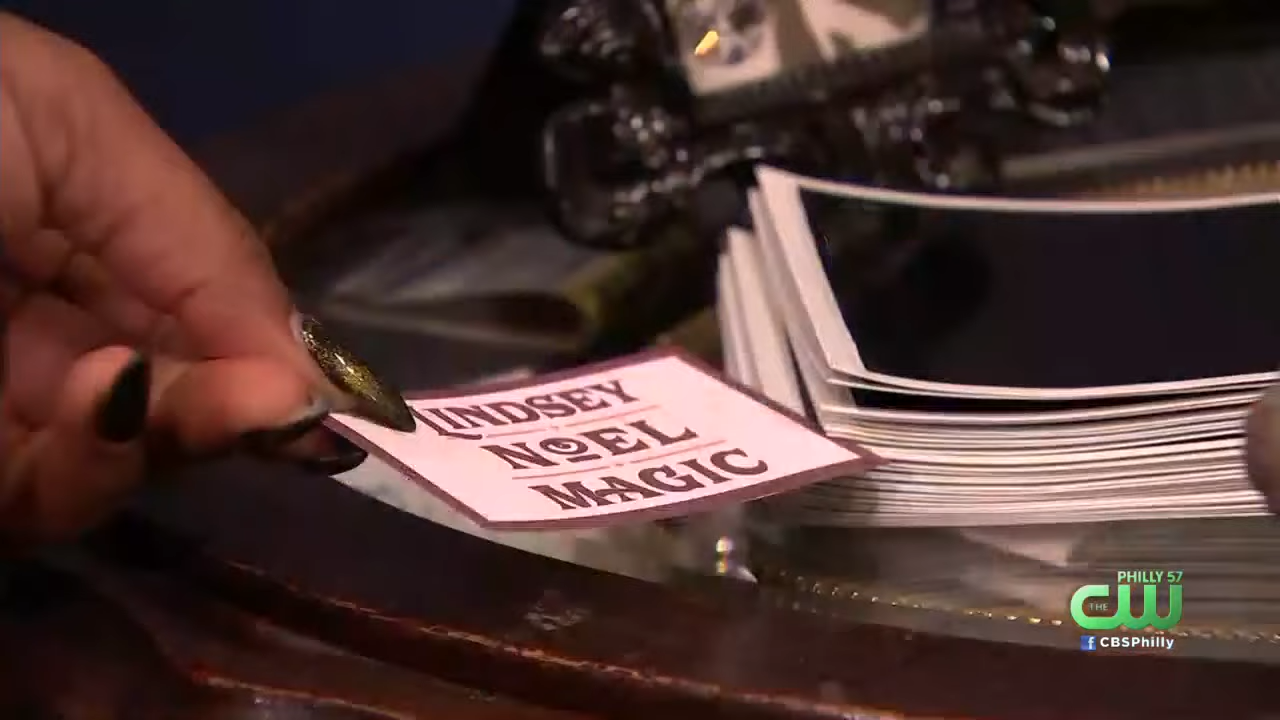 LINDSEY
NOEL
MAGIC
PHILLY 57
THE CW
f CBSPhilly